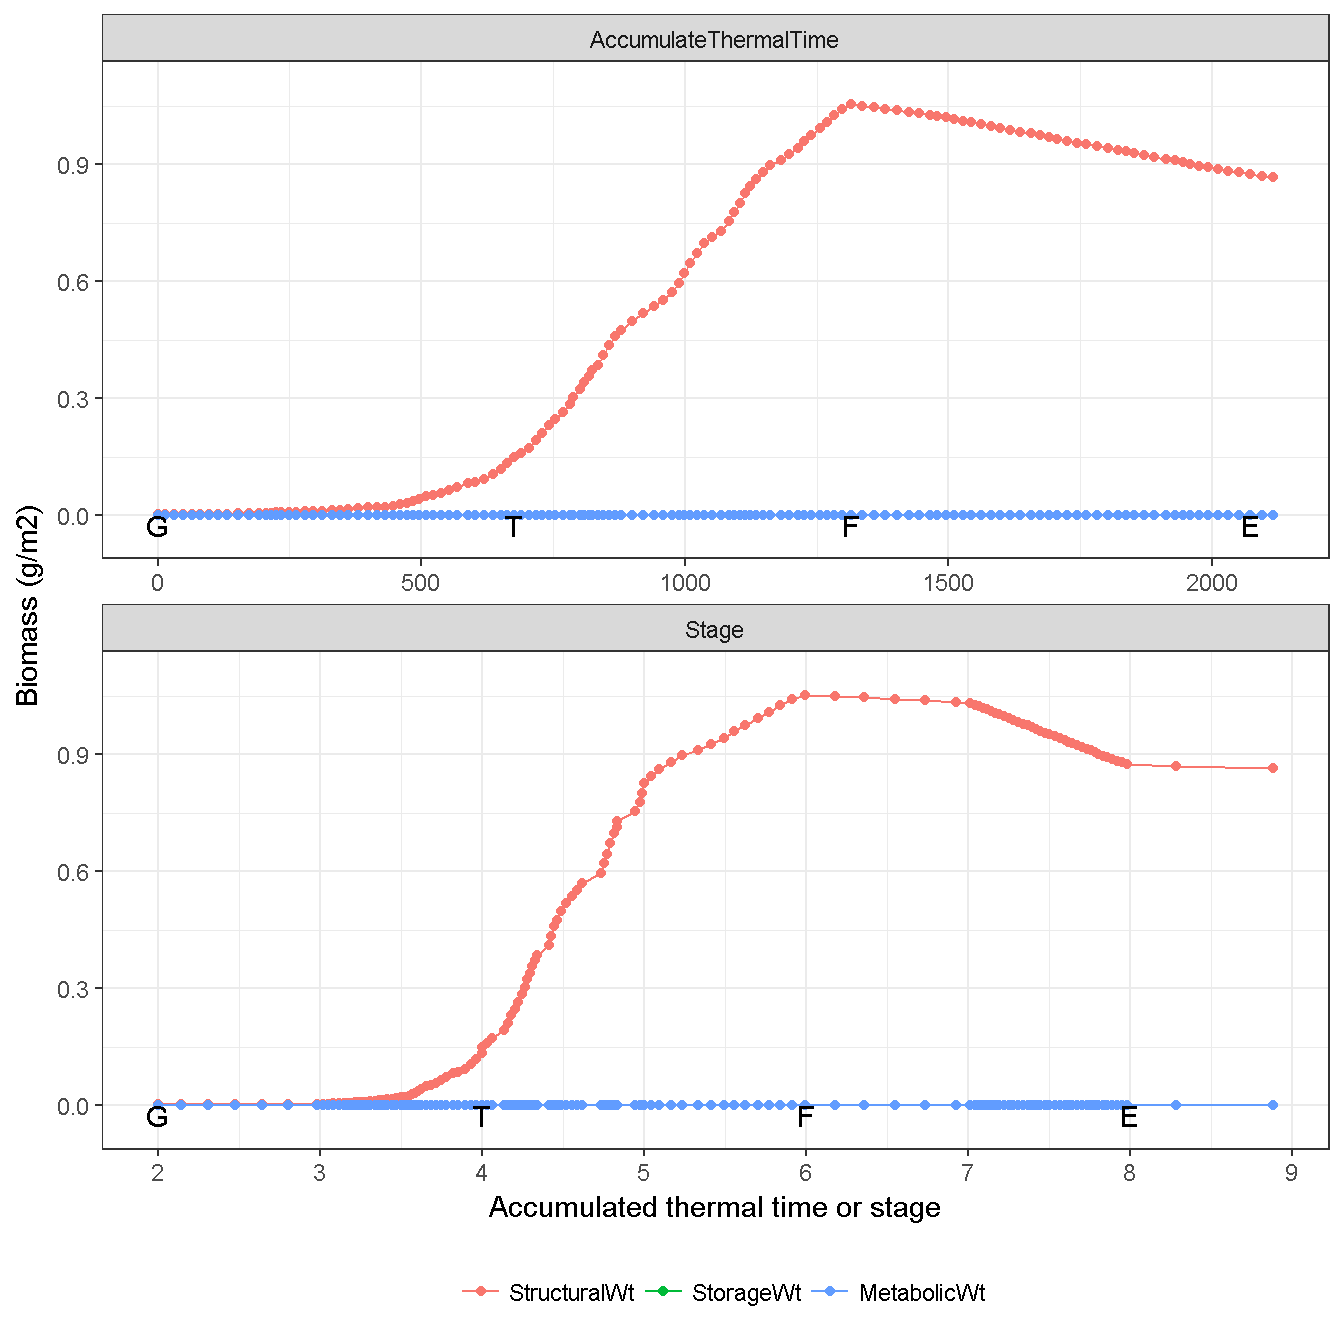 AccumulateThermalTime
0.9
0.6
0.3
0.0
G T F E
0 500 1000 1500 2000
Biomass (g/m2)
Stage
0.9
0.6
0.3
0.0
G T F E
2 3 4 5 6 7 8 9
Accumulated thermal time or stage
StructuralWt StorageWt MetabolicWt